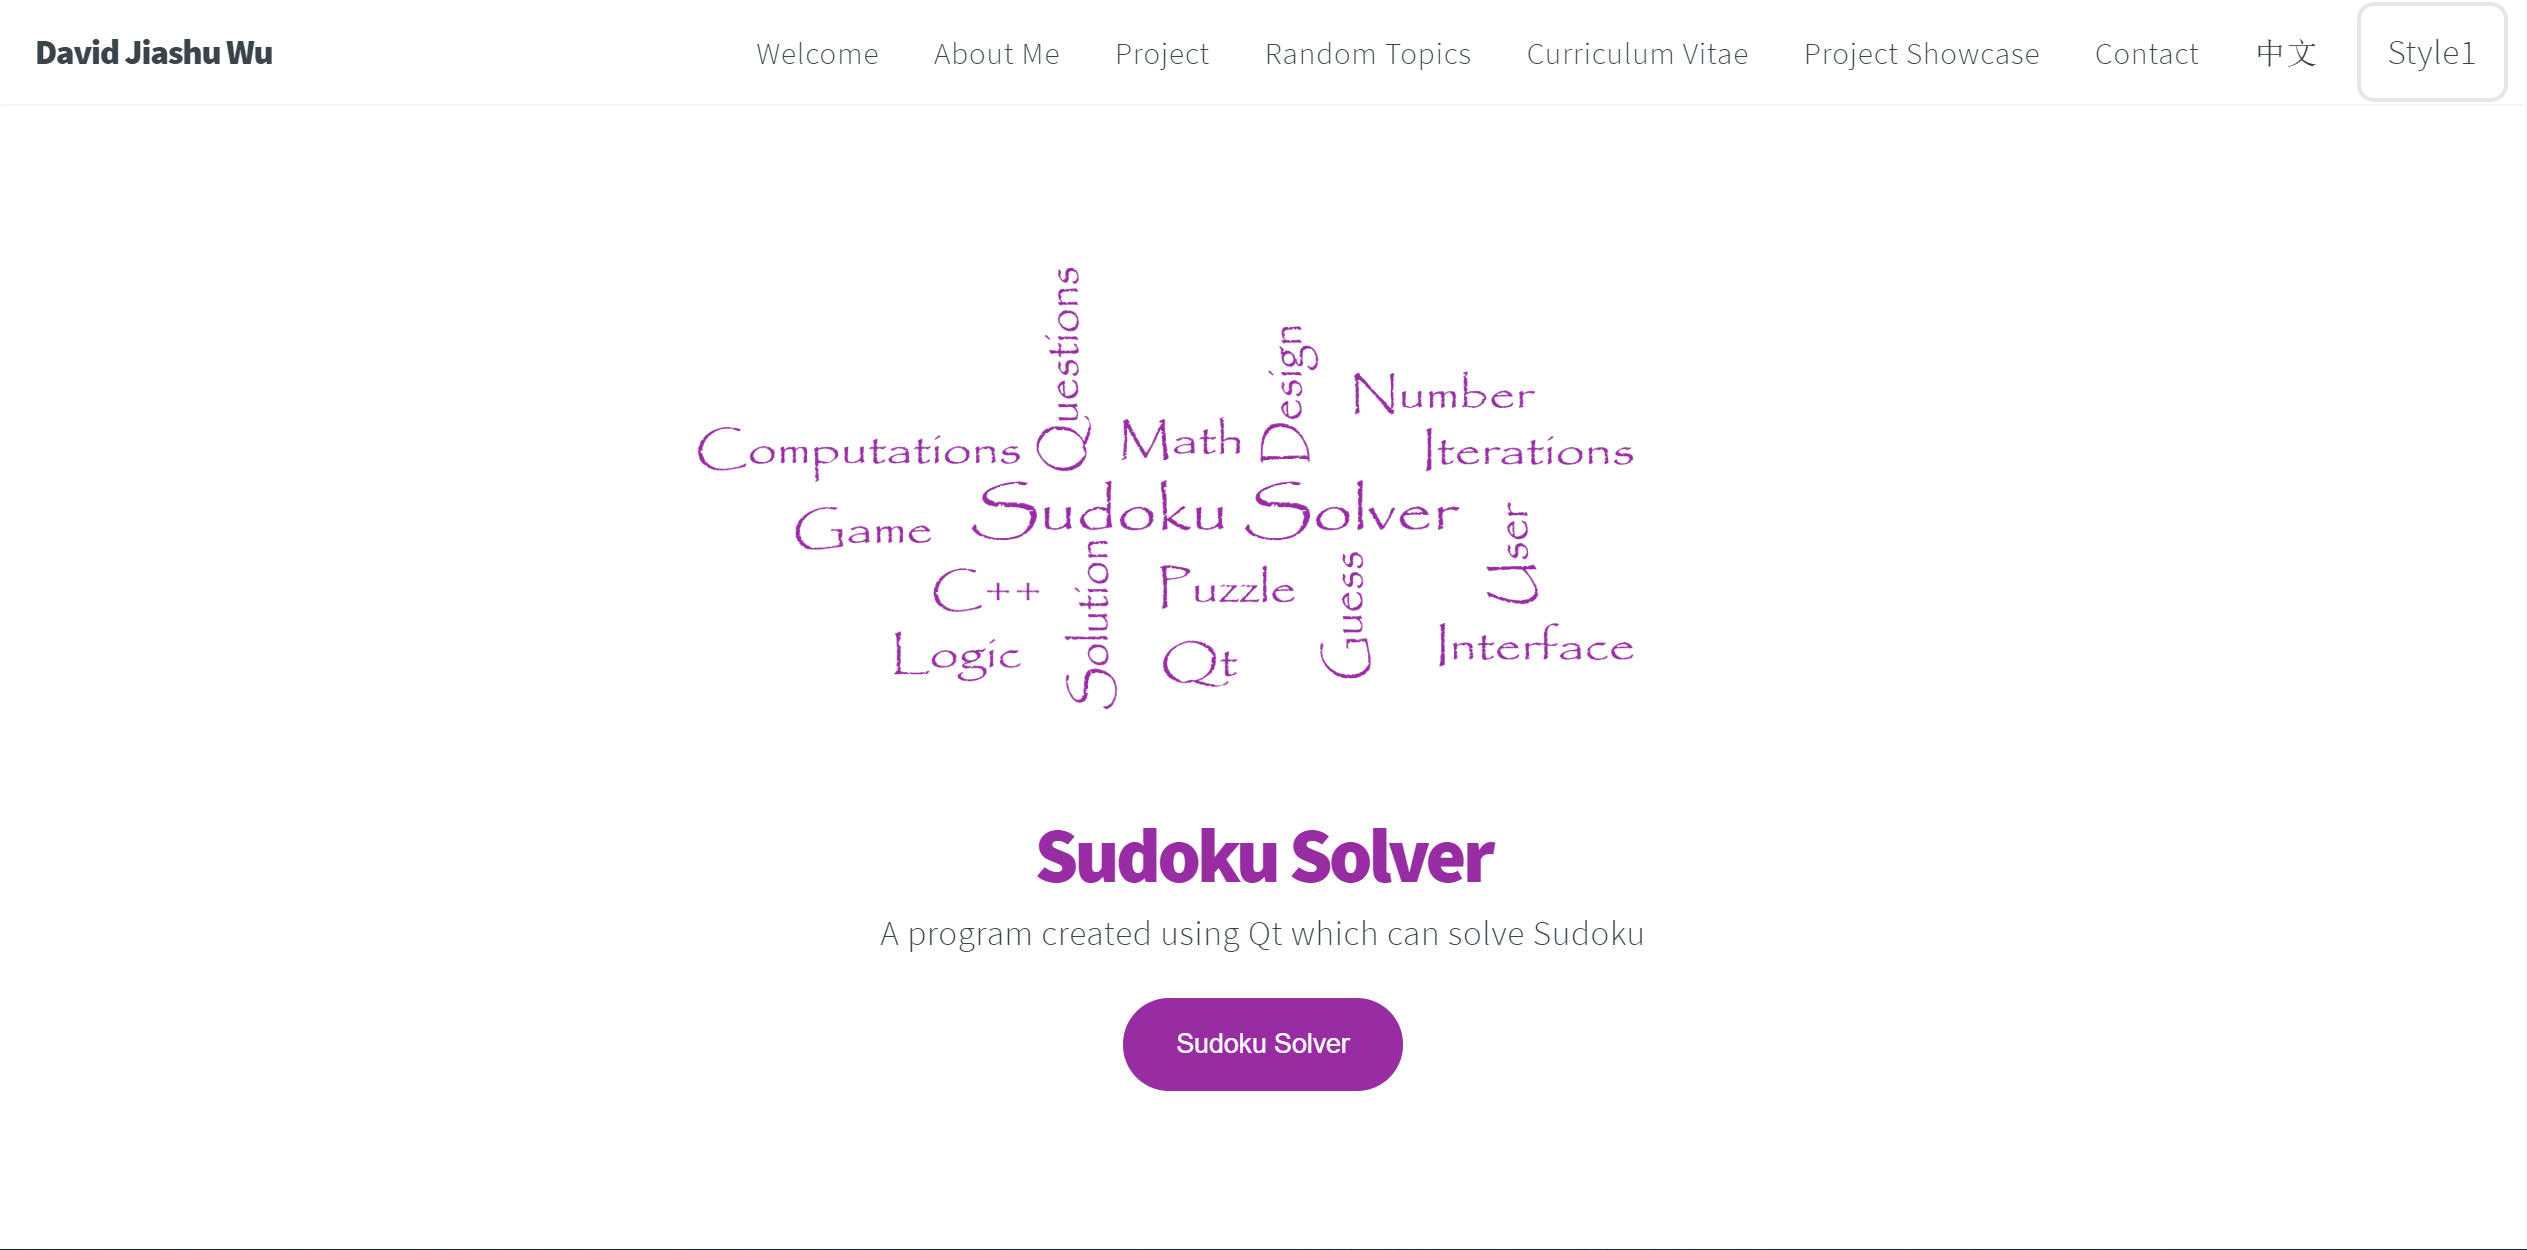 David Jiashu Wu
Welcome
About Me
Project
Random Topics
Curriculum Vitae
Project Showcase
Contact
中文
Style1
Questions
Design
Number
Computations
Math
Iterations
Sudoku Solver
Game
User
C++
Solution
Puzzle
Guess
Logic
Qt
Interface
Sudoku Solver
A program created using Qt which can solve Sudoku
Sudoku Solver